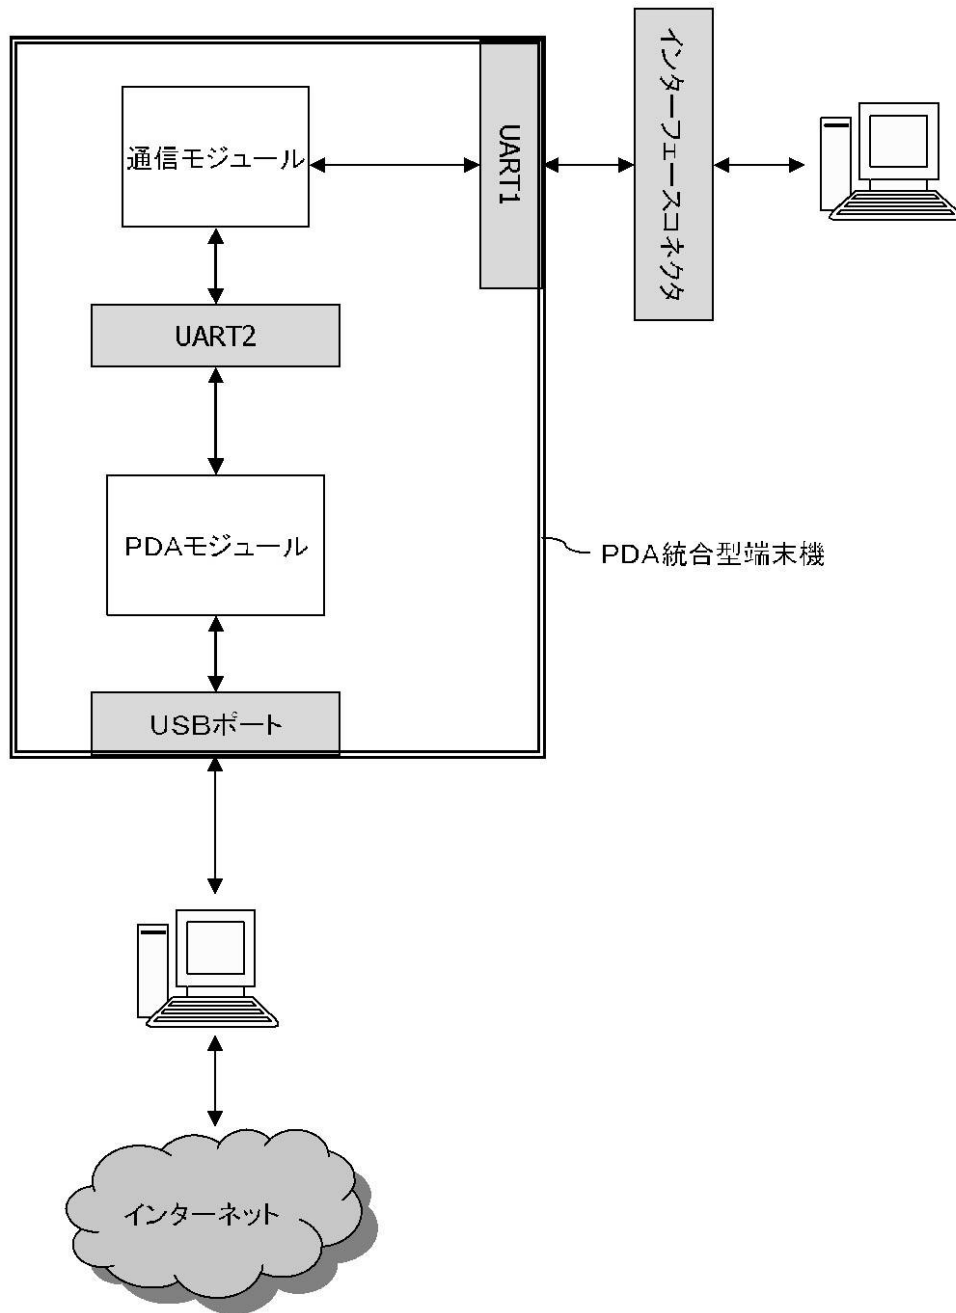 インターフェースコネクタ
UART1
通信モジュール
UART2
PDAモジュール
PDA統合型端末機
USBポート
インターネット